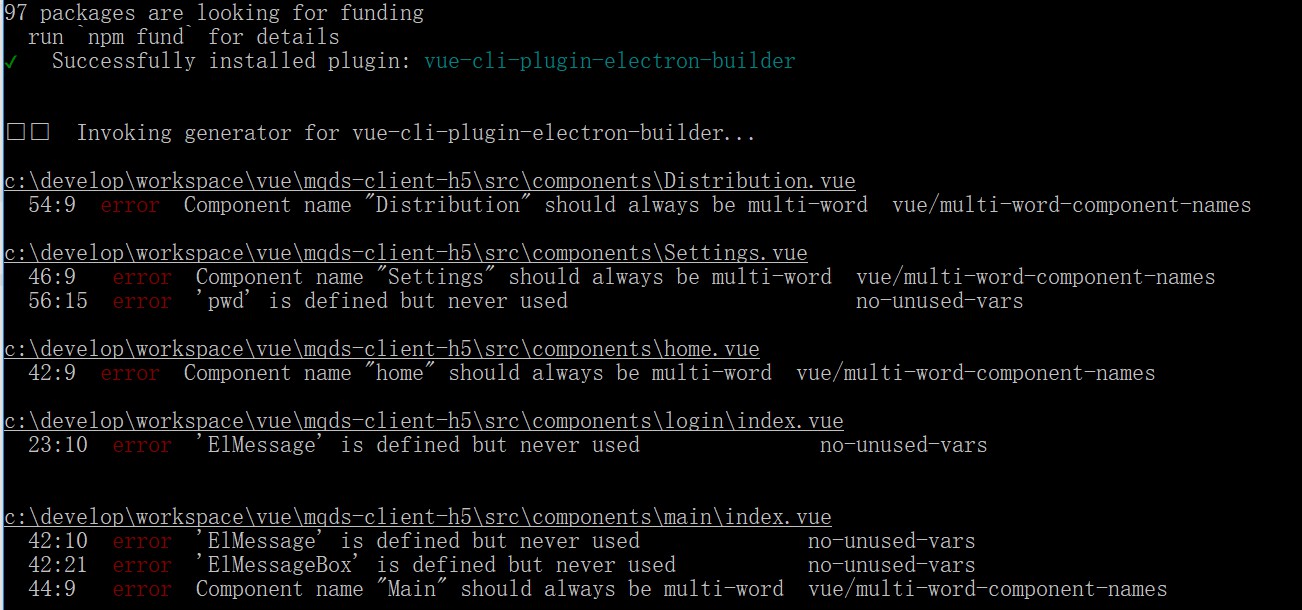 97 packages are looking for funding
run `npm fund` for details
✓ Successfully installed plugin: vue-cli-plugin-electron-builder
□□ Invoking generator for vue-cli-plugin-electron-builder...
c:\develop\workspace\vue\mqds-client-h5\src\components\Distribution.vue
54:9 error Component name "Distribution" should always be multi-word vue/multi-word-component-names
c:\develop\workspace\vue\mqds-client-h5\src\components\Settings.vue
46:9 error Component name "Settings" should always be multi-word vue/multi-word-component-names
56:15 error 'pwd' is defined but never used no-unused-vars
c:\develop\workspace\vue\mqds-client-h5\src\components\home.vue
42:9 error Component name "home" should always be multi-word vue/multi-word-component-names
c:\develop\workspace\vue\mqds-client-h5\src\components\login\index.vue
23:10 error 'ElMessage' is defined but never used no-unused-vars
c:\develop\workspace\vue\mqds-client-h5\src\components\main\index.vue
42:10 error 'ElMessage' is defined but never used no-unused-vars
42:21 error 'ElMessageBox' is defined but never used no-unused-vars
44:9 error Component name "Main" should always be multi-word vue/multi-word-component-names